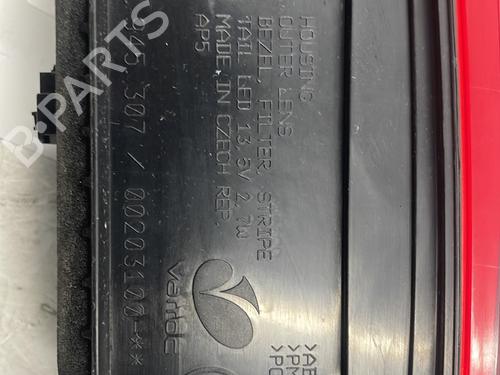 HOUSING
OUTER LENS
BEZEL, FILTER, STRIPE
TAIL LED 13,5V 2,7W
MADE IN CZECH REP.
AP5
945 307 / 00203100-**
varroc
B-Parts